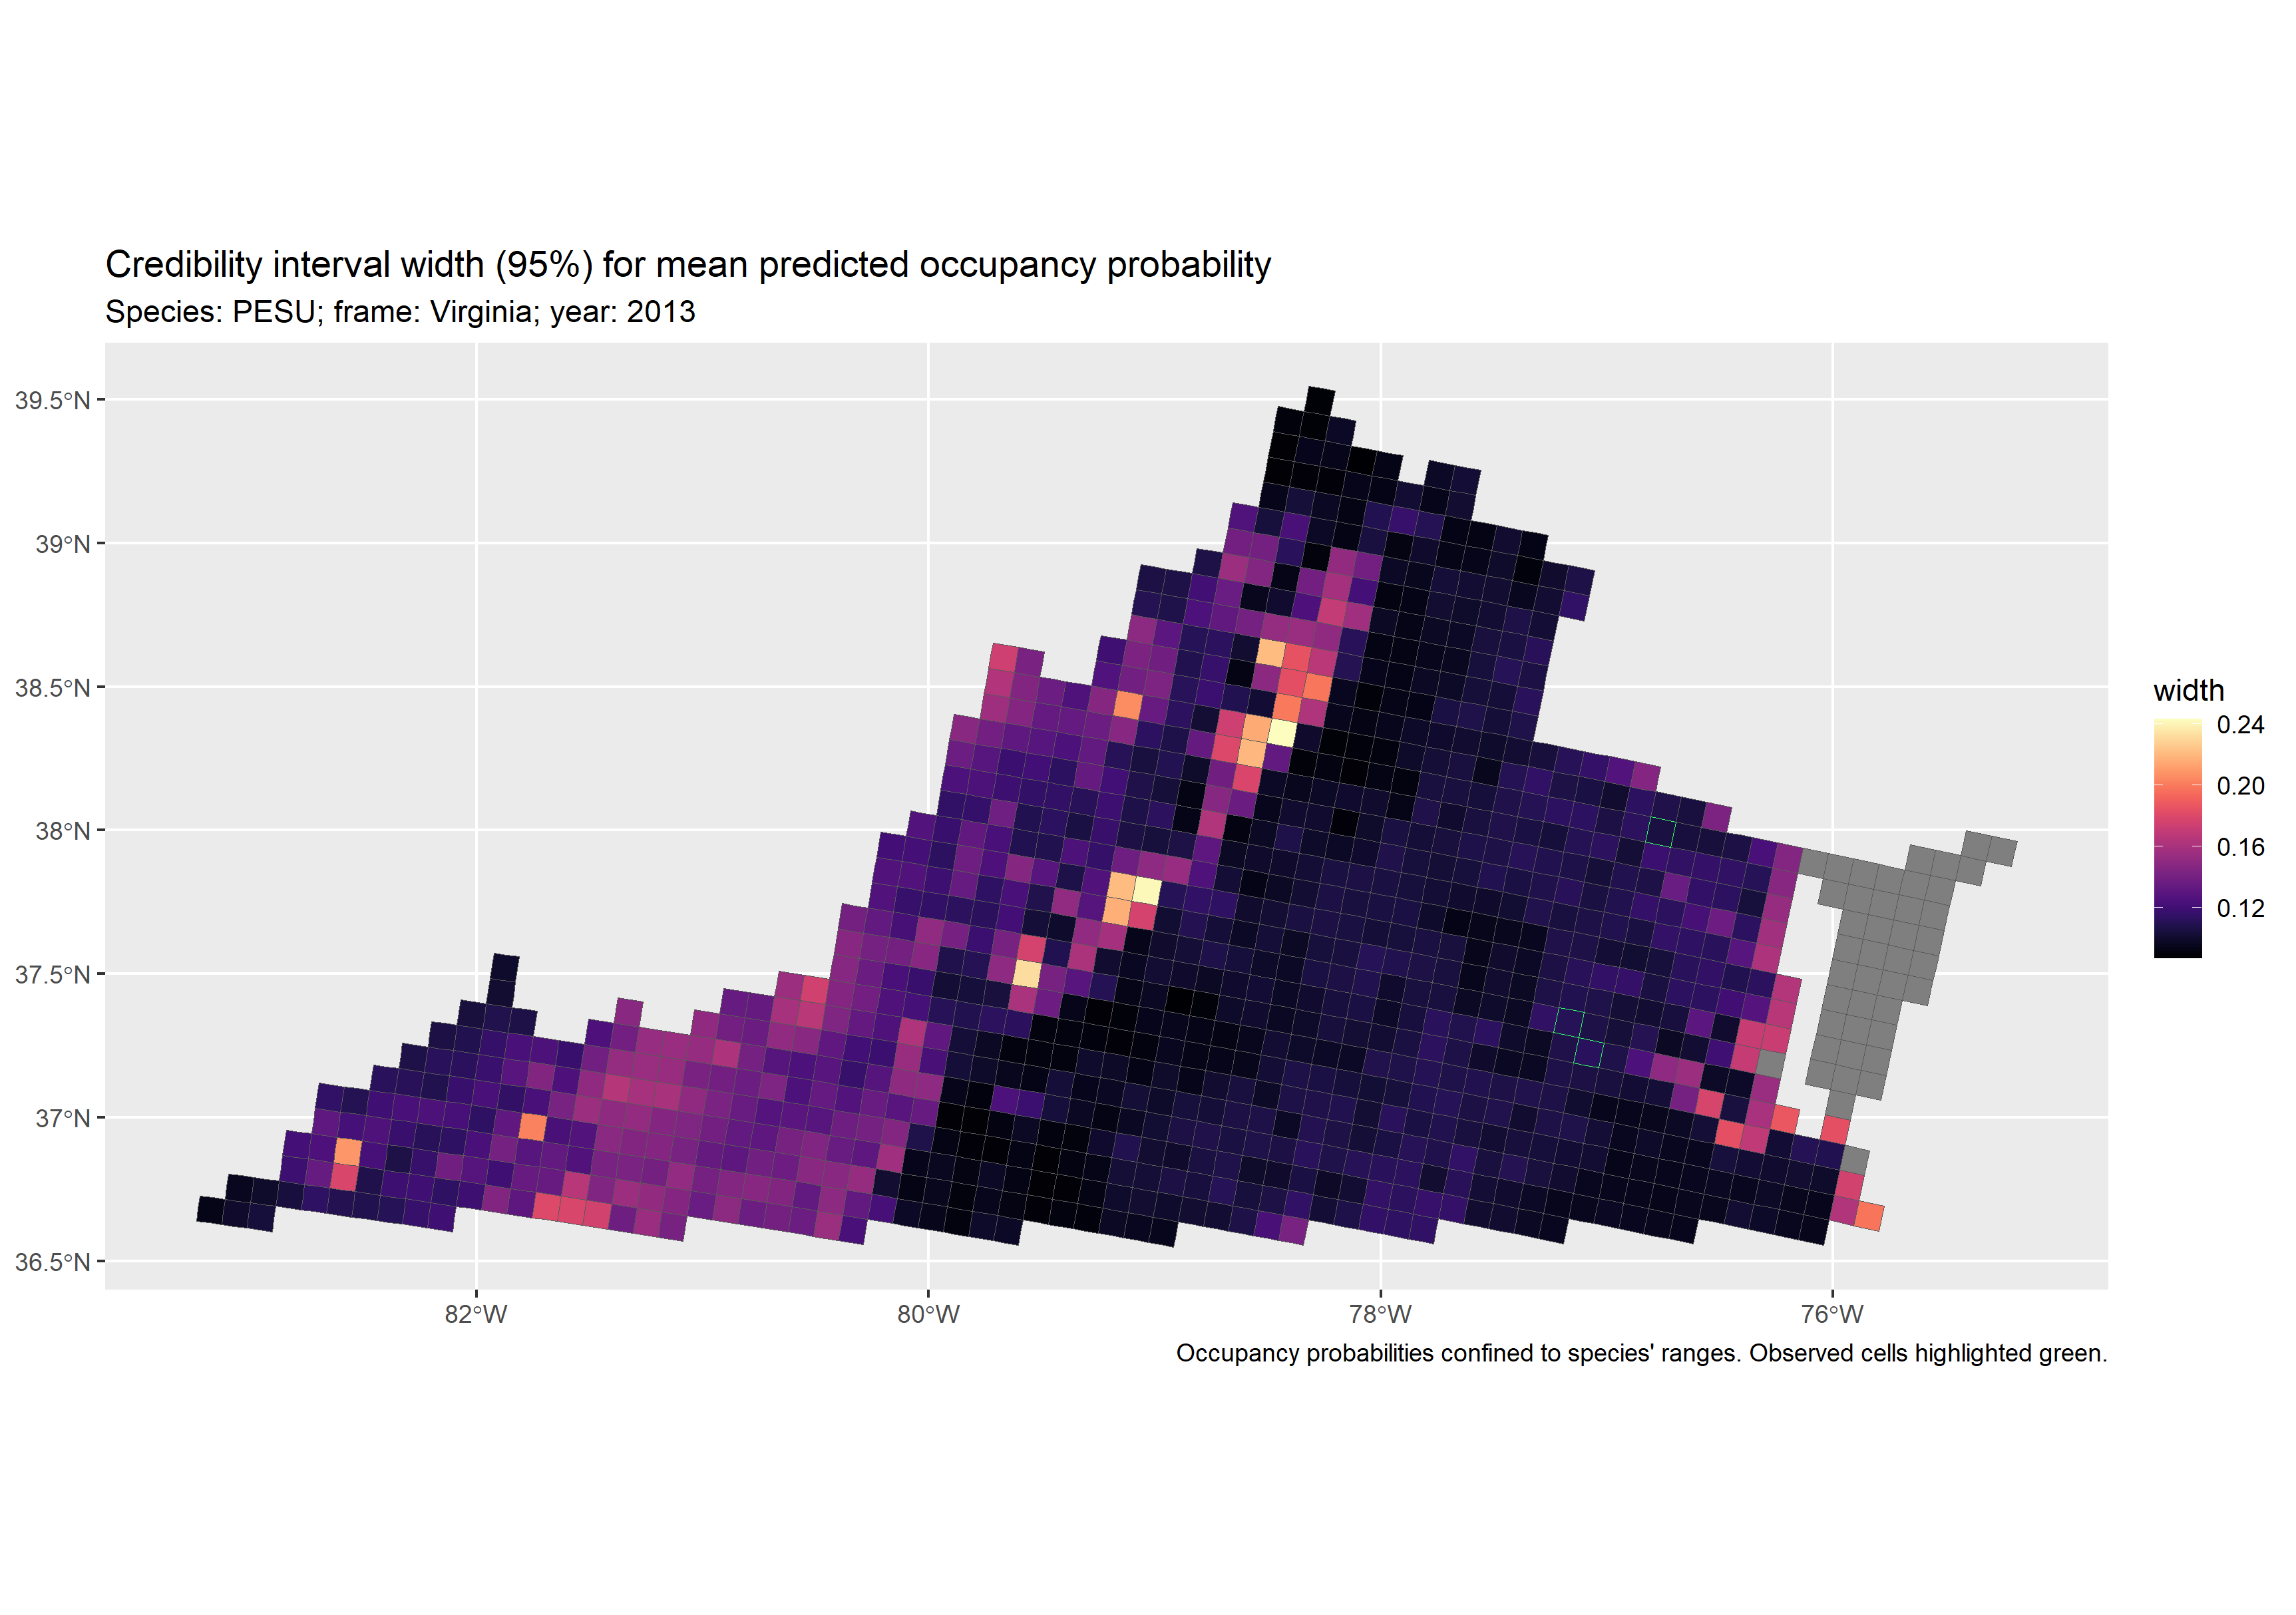 Credibility interval width (95%) for mean predicted occupancy probability
Species: PESU; frame: Virginia; year: 2013
39.5°N
39°N
38.5°N
38°N
37.5°N
37°N
36.5°N
82°W
80°W
78°W
76°W
width
0.24
0.20
0.16
0.12
Occupancy probabilities confined to species' ranges. Observed cells highlighted green.